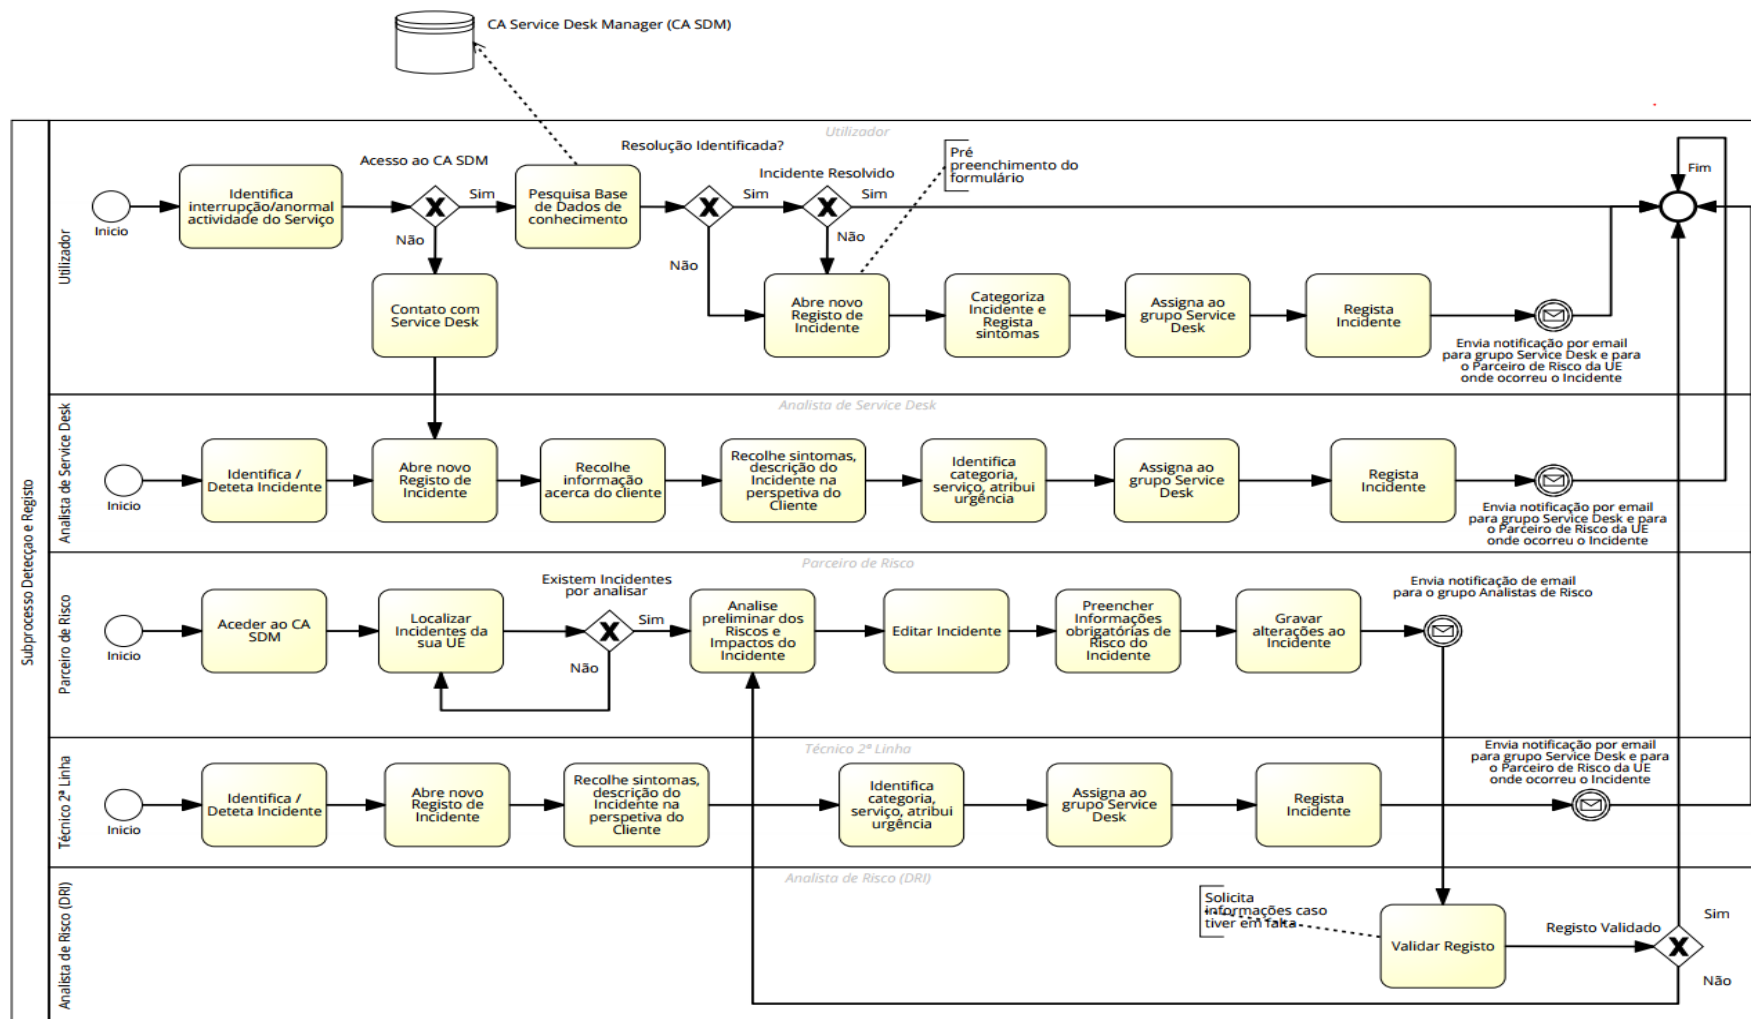 CA Service Desk Manager (CA SDM)
Subprocesso Detecção e Registo
Utilizador
Utilizador
Inicio
Identifica
interrupção/anormal
actividade do Serviço
Acesso ao CA SDM
Sim
Não
Contato com
Service Desk
Pesquisa Base
de Dados de
conhecimento
Resolução Identificada?
Sim
Não
Incidente Resolvido
Sim
Não
Pré
preenchimento do
formulário
Abre novo
Registo de
Incidente
Categoriza
Incidente e
Regista
sintomas
Assigna ao
grupo Service
Desk
Regista
Incidente
Envia notificação por email
para grupo Service Desk e para
o Parceiro de Risco da UE
onde ocorreu o Incidente
Fim
Analista de Service Desk
Analista de Service Desk
Inicio
Identifica /
Deteta Incidente
Abre novo
Registo de
Incidente
Recolhe
informação
acerca do cliente
Recolhe sintomas,
descrição do
Incidente na
perspetiva do
Cliente
Identifica
categoria,
serviço, atribui
urgência
Assigna ao
grupo Service
Desk
Regista
Incidente
Envia notificação por email
para grupo Service Desk e para
o Parceiro de Risco da UE
onde ocorreu o Incidente
Parceiro de Risco
Parceiro de Risco
Inicio
Aceder ao CA
SDM
Localizar
Incidentes da
sua UE
Existem Incidentes
por analisar
Sim
Não
Analise
preliminar dos
Riscos e
Impactos do
Incidente
Editar Incidente
Preencher
Informações
obrigatórias de
Risco do
Incidente
Gravar
alterações ao
Incidente
Envia notificação de email
para o grupo Analistas de Risco
Técnico 2ª Linha
Técnico 2ª Linha
Inicio
Identifica /
Deteta Incidente
Abre novo
Registo de
Incidente
Recolhe sintomas,
descrição do
Incidente na
perspetiva do
Cliente
Identifica
categoria,
serviço, atribui
urgência
Assigna ao
grupo Service
Desk
Regista
Incidente
Envia notificação por email
para grupo Service Desk e para
o Parceiro de Risco da UE
onde ocorreu o Incidente
Analista de Risco (DRI)
Analista de Risco (DRI)
Solicita
informações caso
tiver em falta
Validar Registo
Registo Validado
Sim
Não